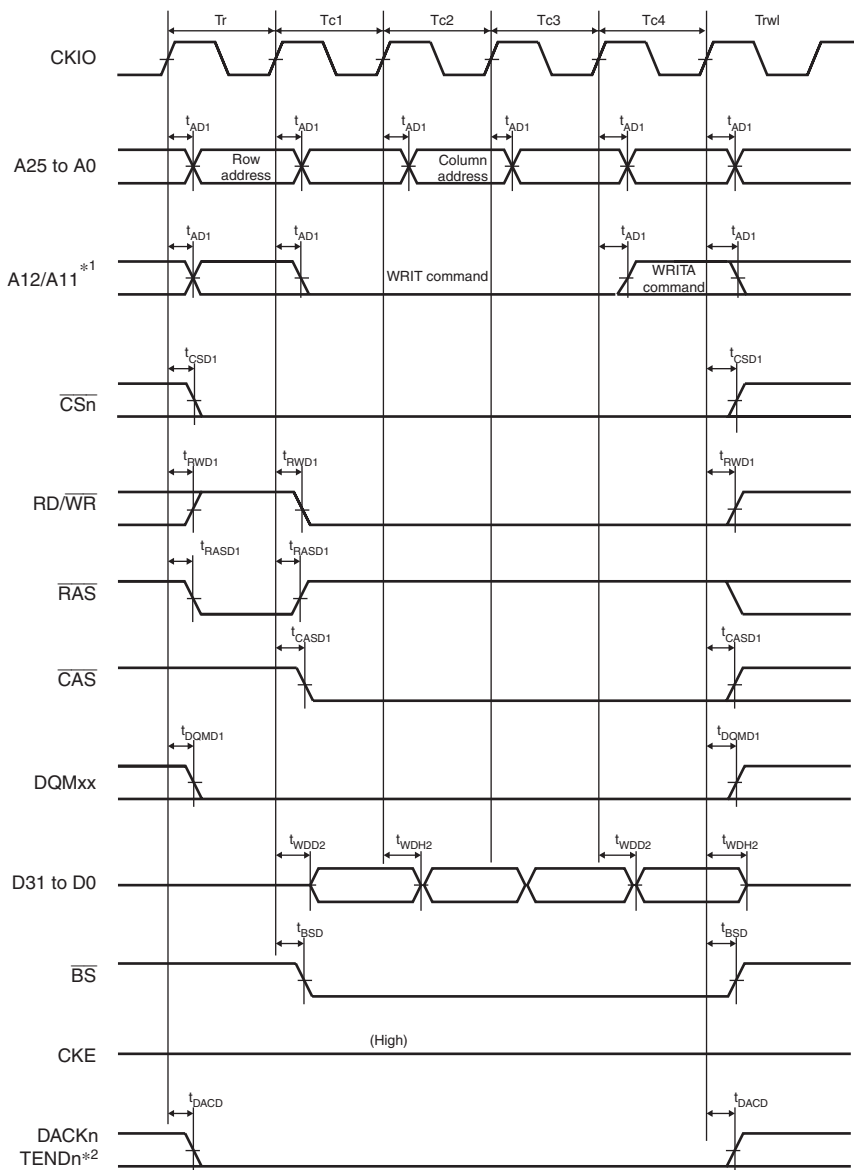 Tr Tc1 Tc2 Tc3 Tc4 Trwl
CKIO
tAD1 tAD1 tAD1 tAD1 tAD1 tAD1
A25 to A0
Row address
Column address
tAD1 tAD1 tAD1 tAD1
A12/A11*1
WRIT command
WRITA command
tCSD1 tCSD1
CSn
tRWD1 tRWD1 tRWD1
RD/WR
tRASD1 tRASD1
RAS
tCASD1 tCASD1
CAS
tDQMD1 tDQMD1
DQMxx
tWDD2 tWDH2 tWDD2 tWDH2
D31 to D0
tBSD tBSD
BS
(High)
CKE
tDACD tDACD
DACKn
TENDn*2